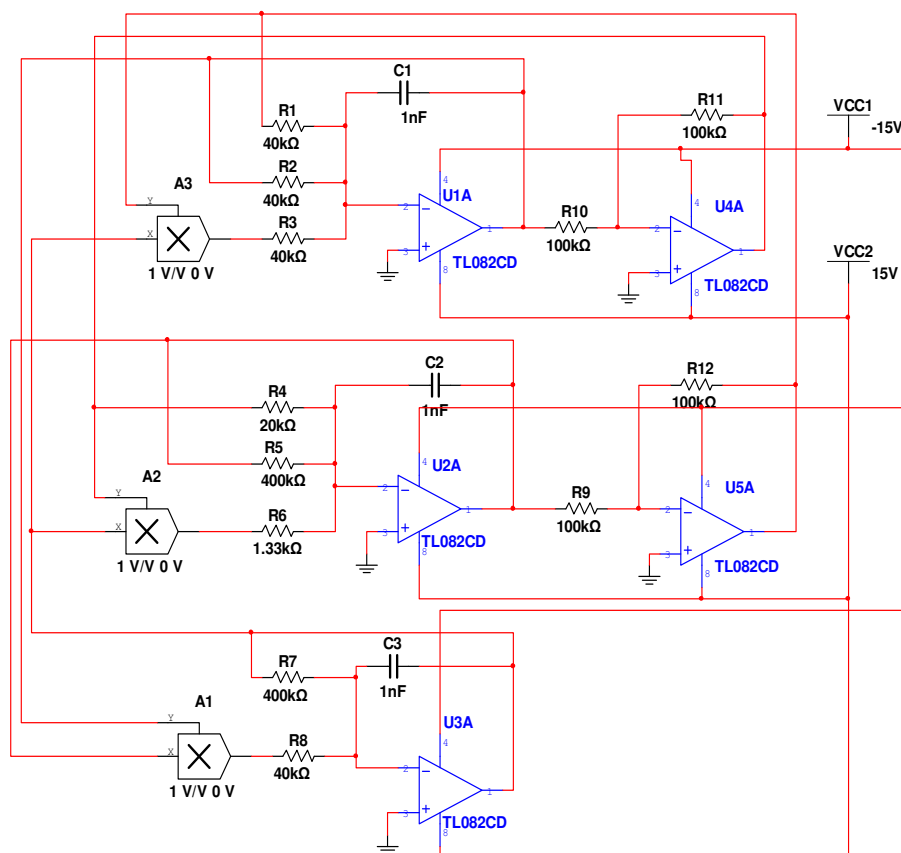 C1
1nF
R11
100kΩ
VCC1
-15V
R1
40kΩ
R2
40kΩ
A3
Y
X
1 V/V 0 V
R3
40kΩ
4
U1A
2
3
1
8
TL082CD
R10
100kΩ
4
U4A
2
3
1
8
TL082CD
VCC2
15V
C2
1nF
R12
100kΩ
R4
20kΩ
R5
400kΩ
A2
Y
X
1 V/V 0 V
R6
1.33kΩ
4
U2A
2
3
1
8
TL082CD
R9
100kΩ
4
U5A
2
3
1
8
TL082CD
C3
1nF
R7
400kΩ
A1
Y
X
1 V/V 0 V
R8
40kΩ
U3A
4
2
3
1
8
TL082CD